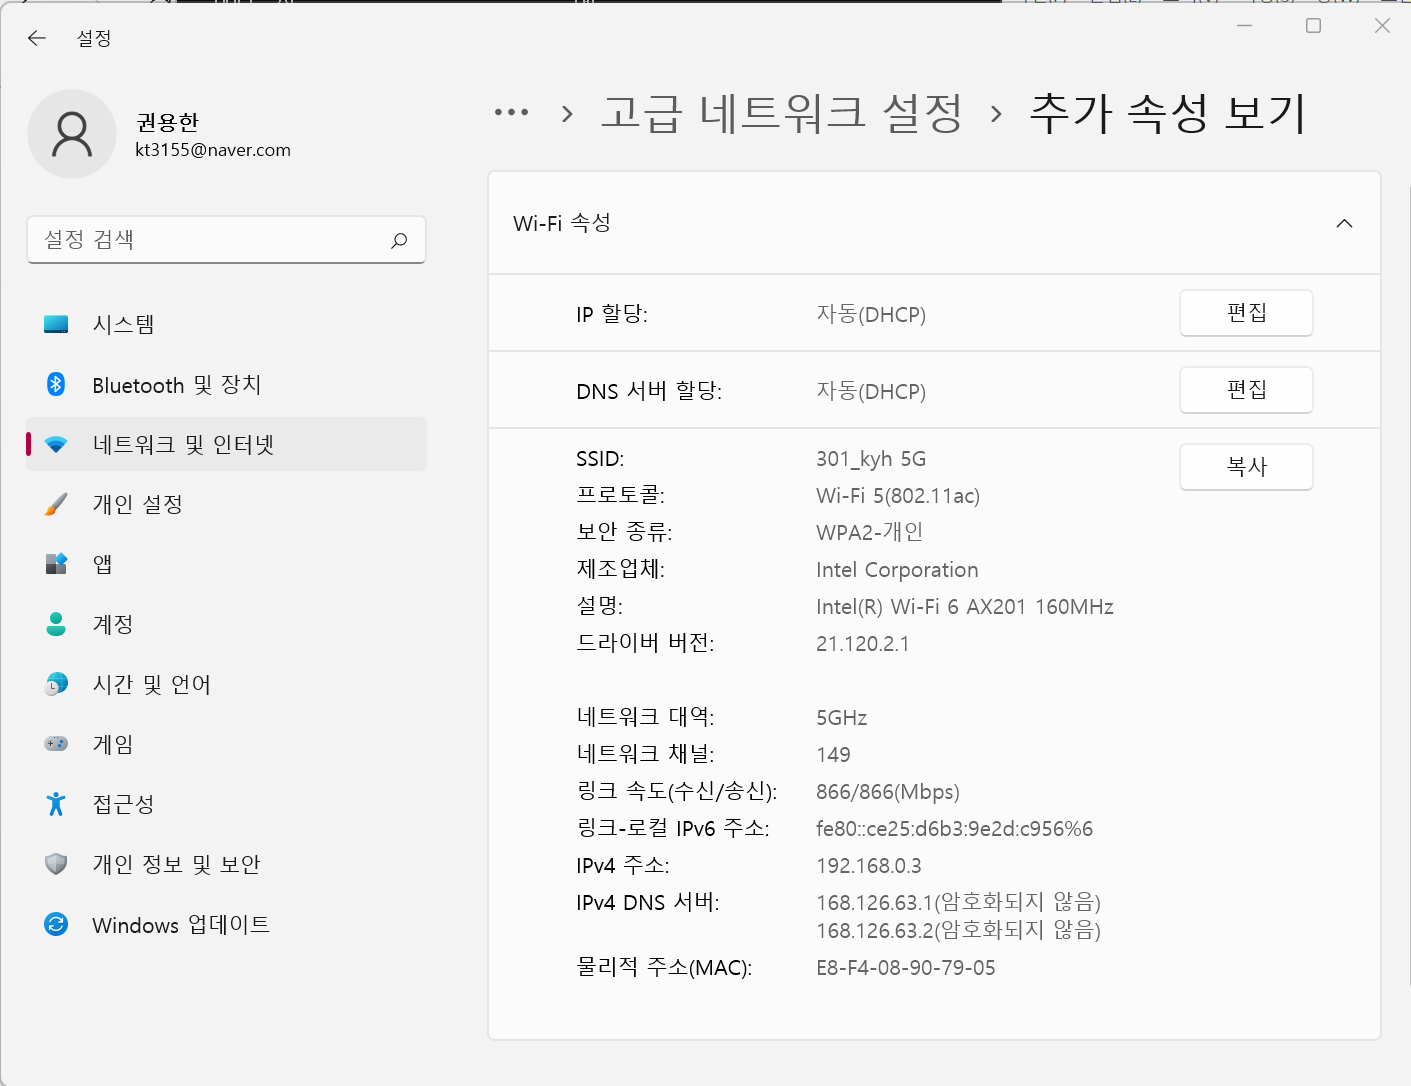 설정
권용한
kt3155@naver.com
설정 검색
시스템
Bluetooth 및 장치
네트워크 및 인터넷
개인 설정
앱
계정
시간 및 언어
게임
접근성
개인 정보 및 보안
Windows 업데이트
··· > 고급 네트워크 설정 > 추가 속성 보기
Wi-Fi 속성
IP 할당: 자동(DHCP) 편집
DNS 서버 할당: 자동(DHCP) 편집
SSID: 301_kyh 5G 복사
프로토콜: Wi-Fi 5(802.11ac)
보안 종류: WPA2-개인
제조업체: Intel Corporation
설명: Intel(R) Wi-Fi 6 AX201 160MHz
드라이버 버전: 21.120.2.1
네트워크 대역: 5GHz
네트워크 채널: 149
링크 속도(수신/송신): 866/866(Mbps)
링크-로컬 IPv6 주소: fe80::ce25:d6b3:9e2d:c956%6
IPv4 주소: 192.168.0.3
IPv4 DNS 서버: 168.126.63.1(암호화되지 않음)
168.126.63.2(암호화되지 않음)
물리적 주소(MAC): E8-F4-08-90-79-05